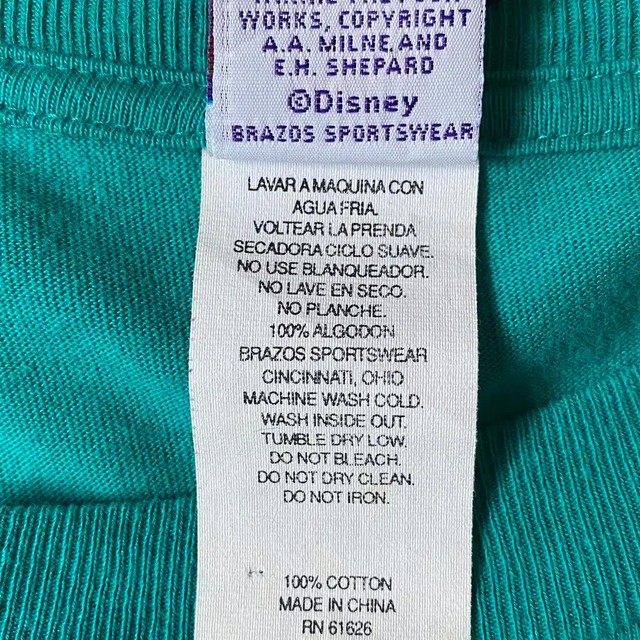 WORKS, COPYRIGHT
A.A. MILNE AND
E.H. SHEPARD
©Disney
BRAZOS SPORTSWEAR
LAVAR A MAQUINA CON
AGUA FRIA.
VOLTEAR LA PRENDA
SECADORA CICLO SUAVE.
NO USE BLANQUEADOR.
NO LAVE EN SECO.
NO PLANCHE.
100% ALGODON
BRAZOS SPORTSWEAR
CINCINNATI, OHIO
MACHINE WASH COLD.
WASH INSIDE OUT.
TUMBLE DRY LOW.
DO NOT BLEACH.
DO NOT DRY CLEAN.
DO NOT IRON.
100% COTTON
MADE IN CHINA
RN 61626